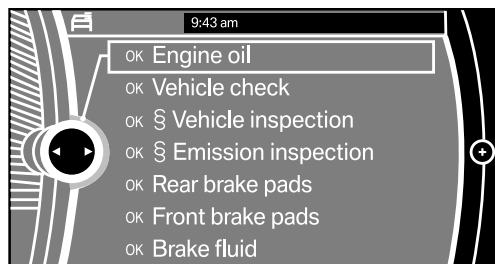 9:43 am
OK Engine oil
OK Vehicle check
OK § Vehicle inspection
OK § Emission inspection
OK Rear brake pads
OK Front brake pads
OK Brake fluid